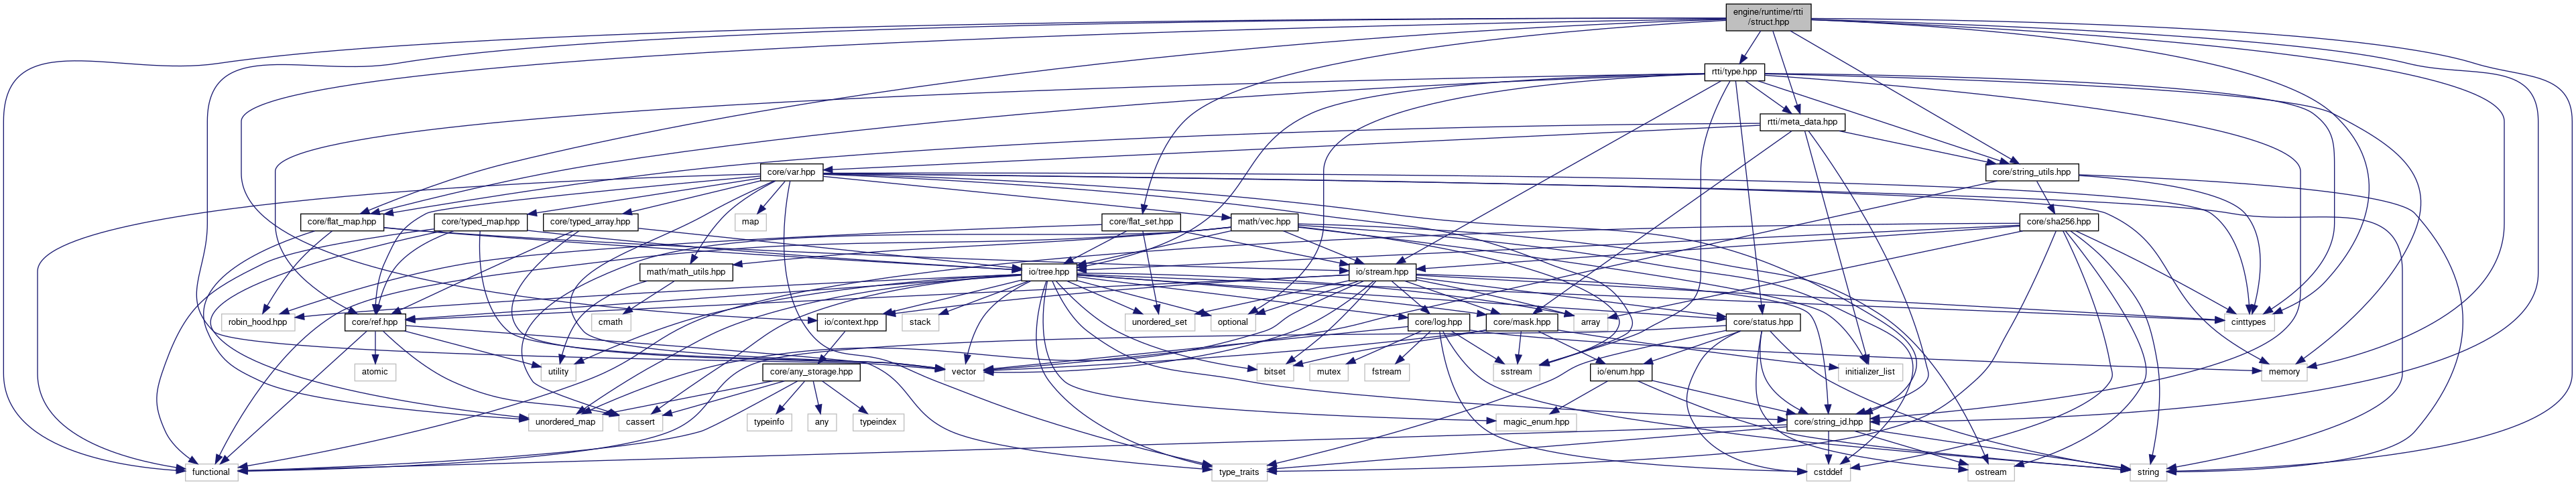 engine/runtime/rtti
/struct.hpp
rtti/type.hpp
rtti/meta_data.hpp
core/var.hpp
core/string_utils.hpp
core/flat_map.hpp
core/typed_map.hpp
core/typed_array.hpp
map
core/flat_set.hpp
math/vec.hpp
core/sha256.hpp
math/math_utils.hpp
io/tree.hpp
io/stream.hpp
robin_hood.hpp
core/ref.hpp
cmath
io/context.hpp
stack
unordered_set
optional
core/log.hpp
core/mask.hpp
array
core/status.hpp
cinttypes
atomic
utility
core/any_storage.hpp
vector
bitset
mutex
fstream
sstream
io/enum.hpp
initializer_list
memory
unordered_map
cassert
typeinfo
any
typeindex
magic_enum.hpp
core/string_id.hpp
functional
type_traits
cstddef
ostream
string